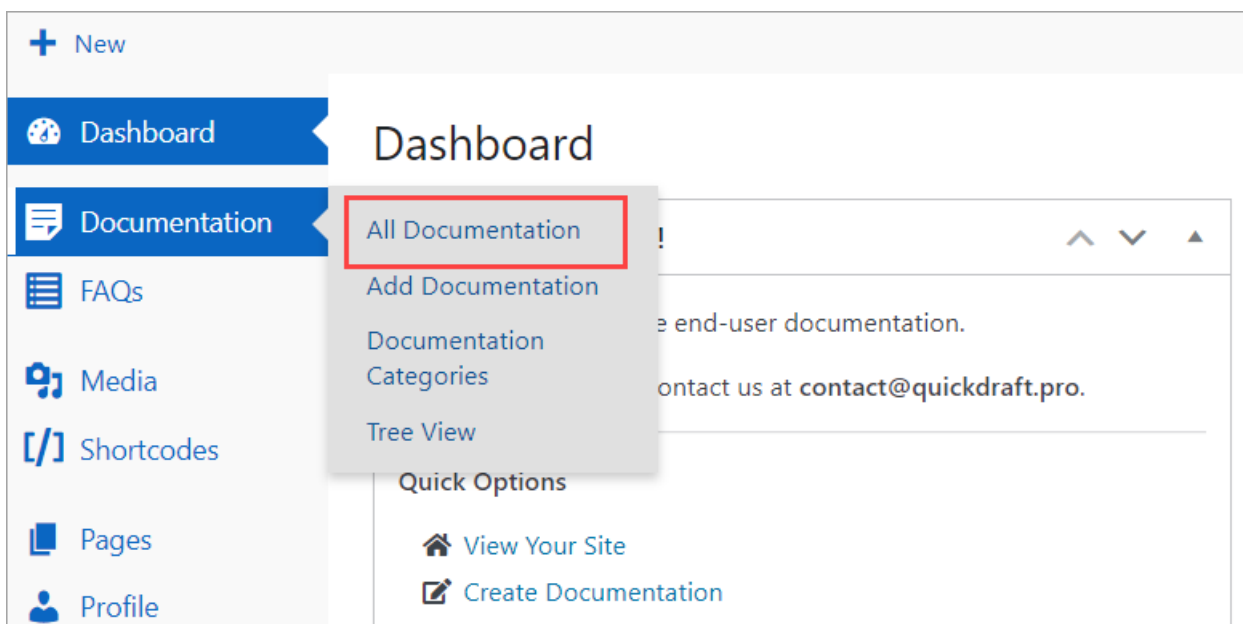 New
Dashboard
Documentation
FAQs
Media
Shortcodes
Pages
Profile
Dashboard
All Documentation
Add Documentation
Documentation
Categories
Tree View
!
end-user documentation.
contact us at contact@quickdraft.pro.
Quick Options
View Your Site
Create Documentation